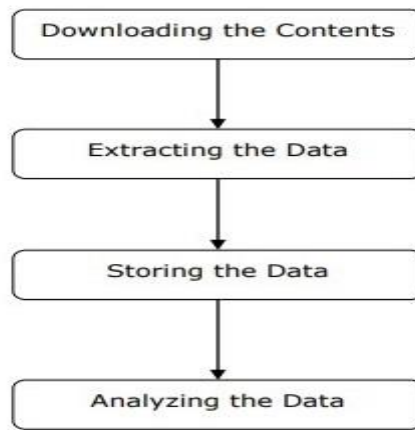 Downloading the Contents
Extracting the Data
Storing the Data
Analyzing the Data